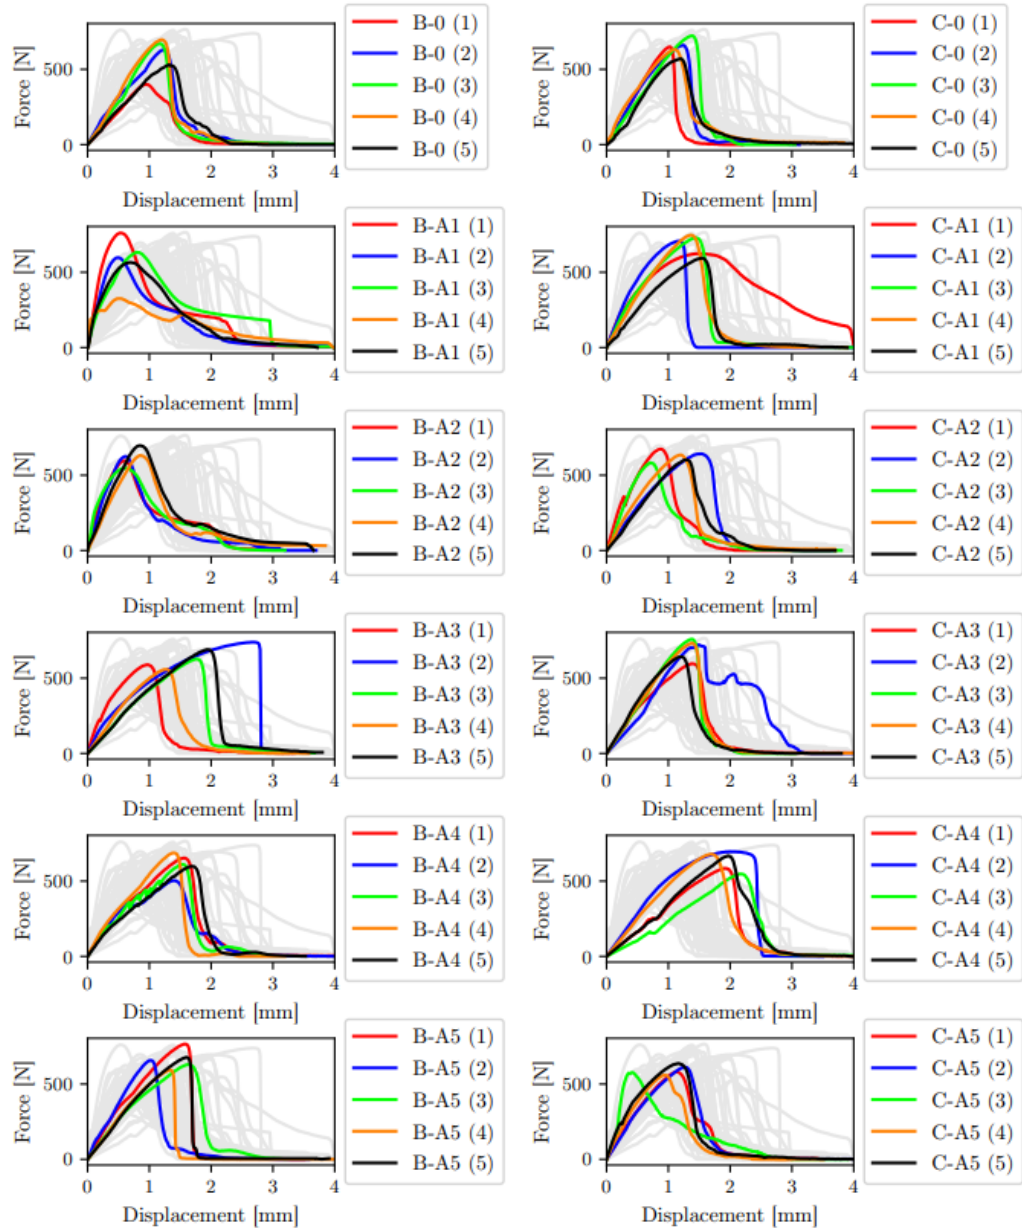 Force [N]
500
0
0 1 2 3 4
Displacement [mm]
B-0 (1)
B-0 (2)
B-0 (3)
B-0 (4)
B-0 (5)
Force [N]
500
0
0 1 2 3 4
Displacement [mm]
C-0 (1)
C-0 (2)
C-0 (3)
C-0 (4)
C-0 (5)
Force [N]
500
0
0 1 2 3 4
Displacement [mm]
B-A1 (1)
B-A1 (2)
B-A1 (3)
B-A1 (4)
B-A1 (5)
Force [N]
500
0
0 1 2 3 4
Displacement [mm]
C-A1 (1)
C-A1 (2)
C-A1 (3)
C-A1 (4)
C-A1 (5)
Force [N]
500
0
0 1 2 3 4
Displacement [mm]
B-A2 (1)
B-A2 (2)
B-A2 (3)
B-A2 (4)
B-A2 (5)
Force [N]
500
0
0 1 2 3 4
Displacement [mm]
C-A2 (1)
C-A2 (2)
C-A2 (3)
C-A2 (4)
C-A2 (5)
Force [N]
500
0
0 1 2 3 4
Displacement [mm]
B-A3 (1)
B-A3 (2)
B-A3 (3)
B-A3 (4)
B-A3 (5)
Force [N]
500
0
0 1 2 3 4
Displacement [mm]
C-A3 (1)
C-A3 (2)
C-A3 (3)
C-A3 (4)
C-A3 (5)
Force [N]
500
0
0 1 2 3 4
Displacement [mm]
B-A4 (1)
B-A4 (2)
B-A4 (3)
B-A4 (4)
B-A4 (5)
Force [N]
500
0
0 1 2 3 4
Displacement [mm]
C-A4 (1)
C-A4 (2)
C-A4 (3)
C-A4 (4)
C-A4 (5)
Force [N]
500
0
0 1 2 3 4
Displacement [mm]
B-A5 (1)
B-A5 (2)
B-A5 (3)
B-A5 (4)
B-A5 (5)
Force [N]
500
0
0 1 2 3 4
Displacement [mm]
C-A5 (1)
C-A5 (2)
C-A5 (3)
C-A5 (4)
C-A5 (5)